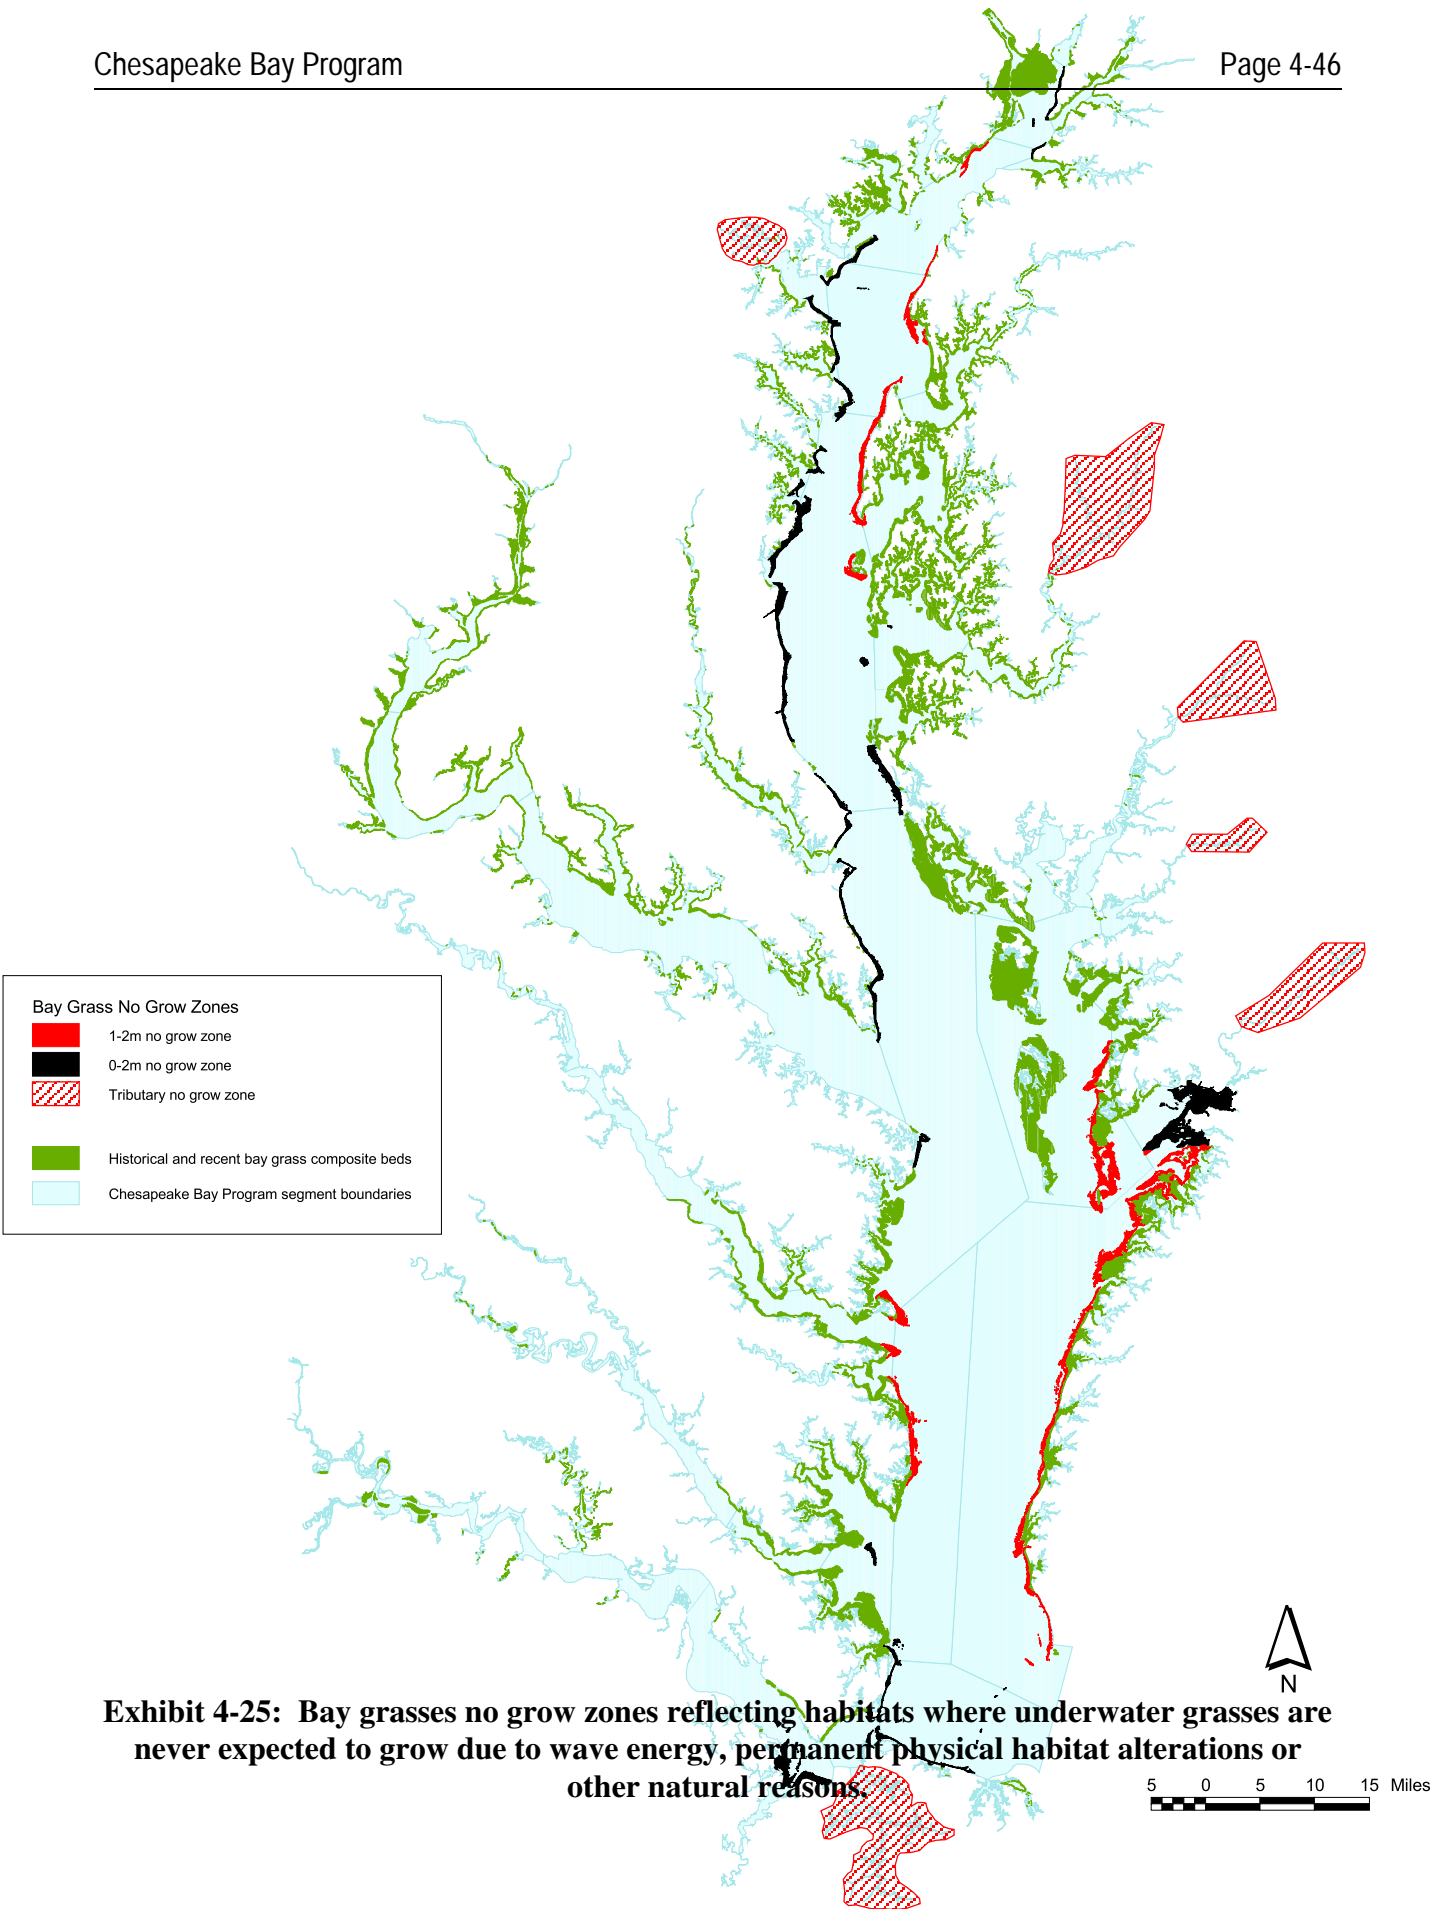 Chesapeake Bay Program Page 4-46
Bay Grass No Grow Zones
1-2m no grow zone
0-2m no grow zone
Tributary no grow zone
Historical and recent bay grass composite beds
Chesapeake Bay Program segment boundaries
N
Exhibit 4-25: Bay grasses no grow zones reflecting habitats where underwater grasses are
never expected to grow due to wave energy, permanent physical habitat alterations or
other natural reasons.
5 0 5 10 15 Miles